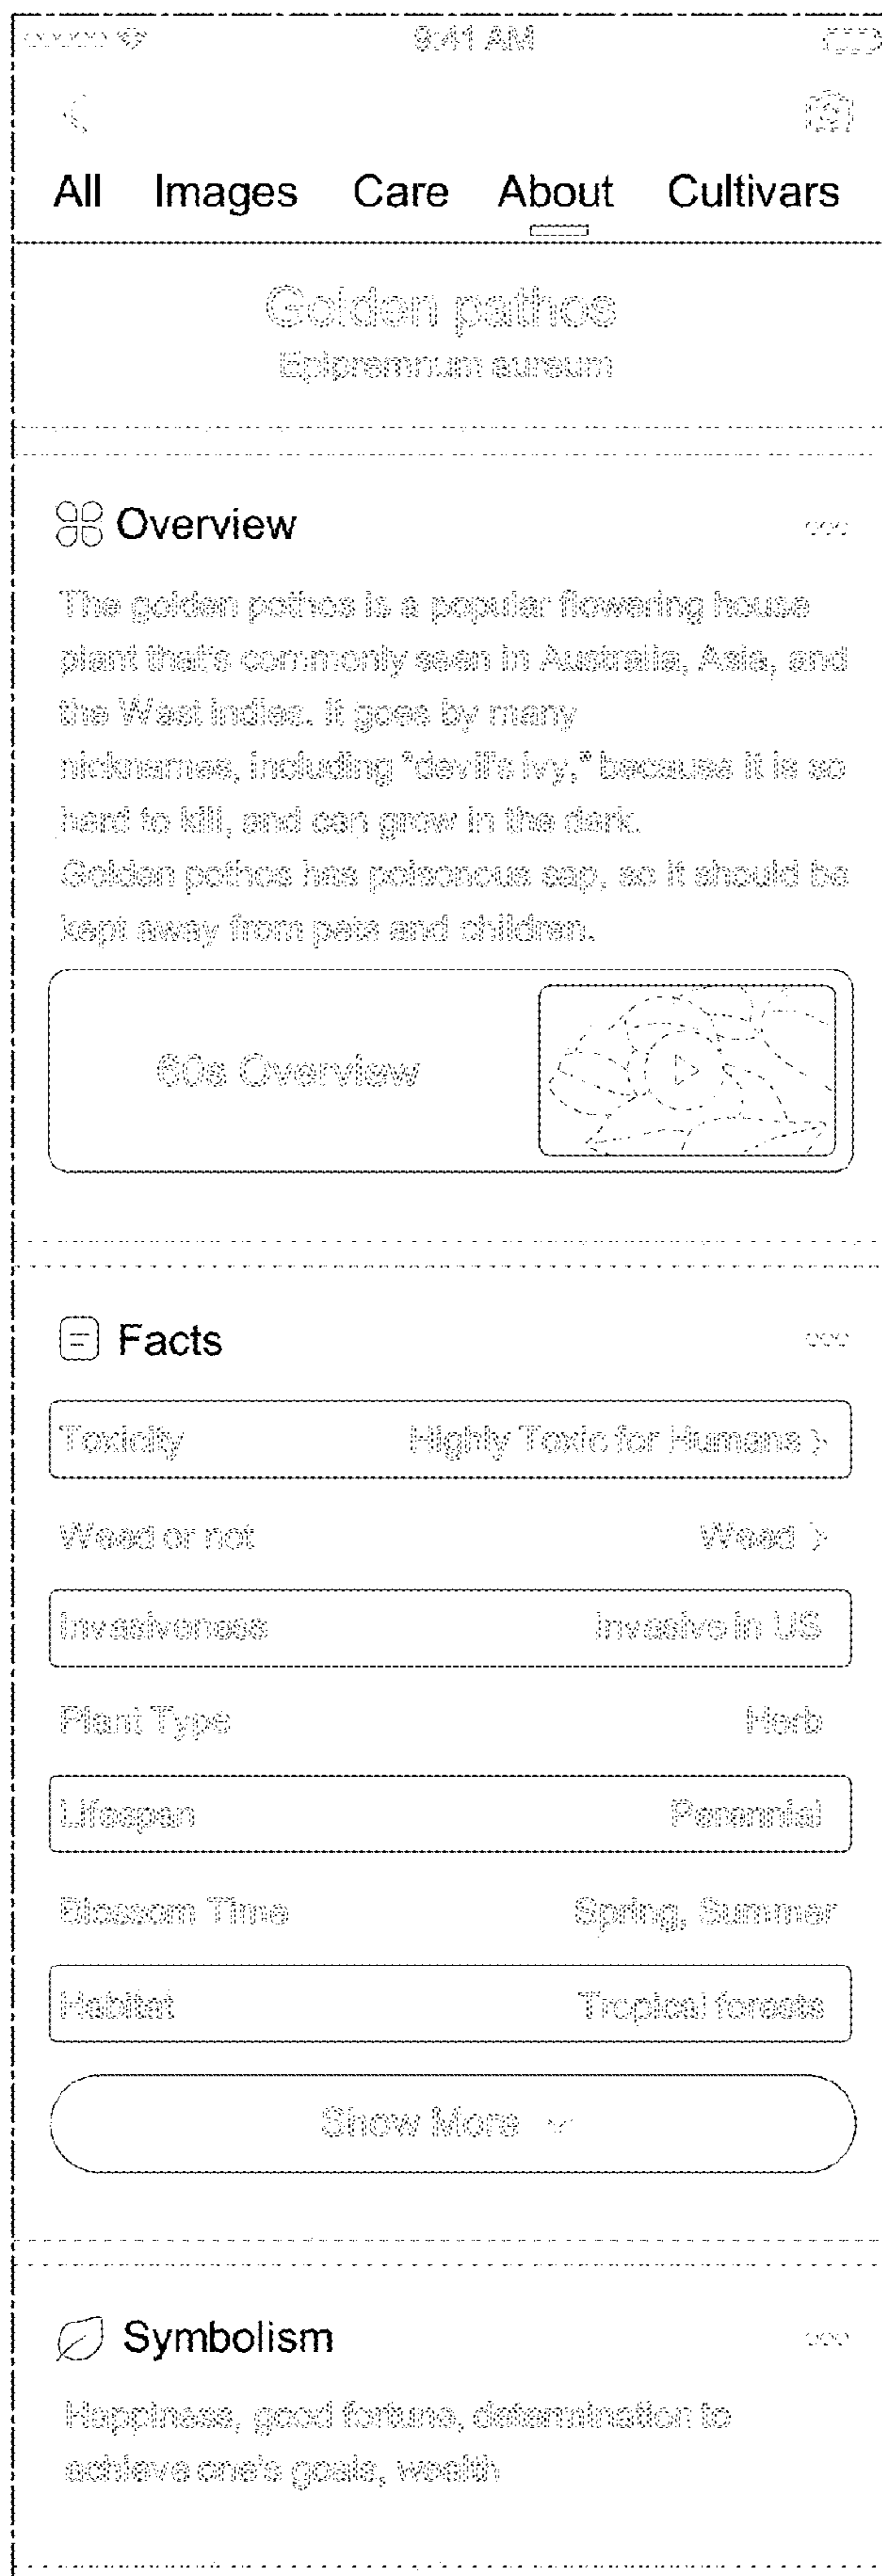 9:41 AM
All Images Care About Cultivars
Golden pathos
Epipremnum aureum
Overview
The golden pothos is a popular flowering house
plant that's commonly seen in Australia, Asia, and
the West Indies. It goes by many
nicknames, including "devil's ivy," because it is so
hard to kill, and can grow in the dark.
Golden pothos has poisonous sap, so it should be
kept away from pets and children.
60s Overview
Facts
Toxicity Highly Toxic for Humans >
Weed or not Weed >
Invasiveness Invasive in US
Plant Type Herb
Lifespan Perennial
Blossom Time Spring, Summer
Habitat Tropical forests
Show More
Symbolism
Happiness, good fortune, determination to
achieve one's goals, wealth